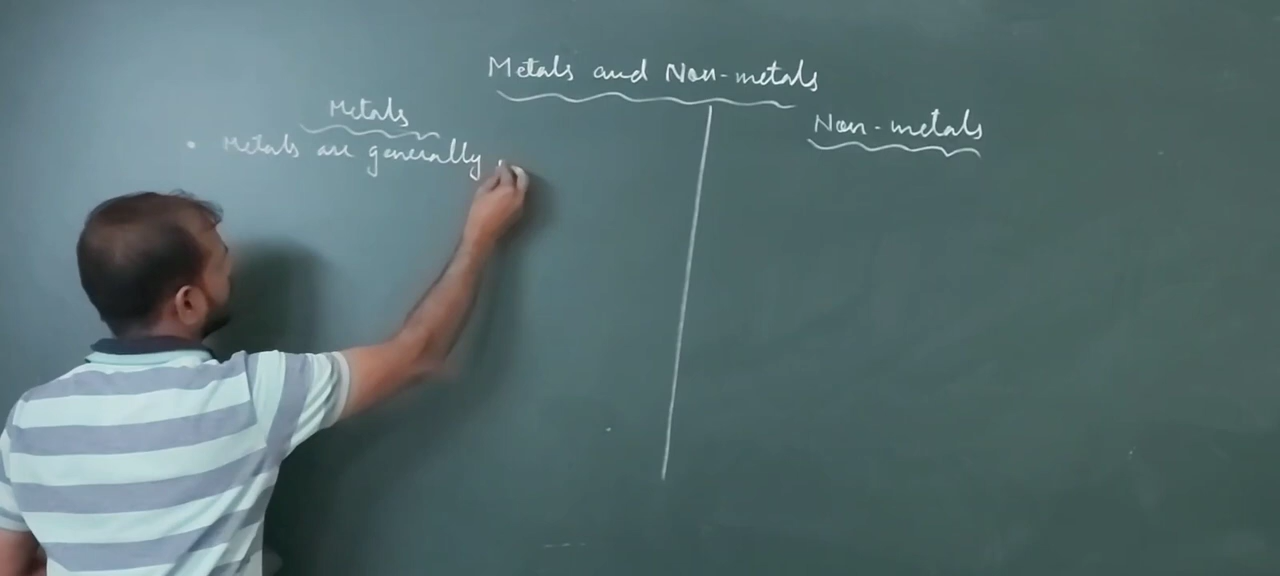 Metals and Non-metals
Metals
Non-metals
• Metals are generally